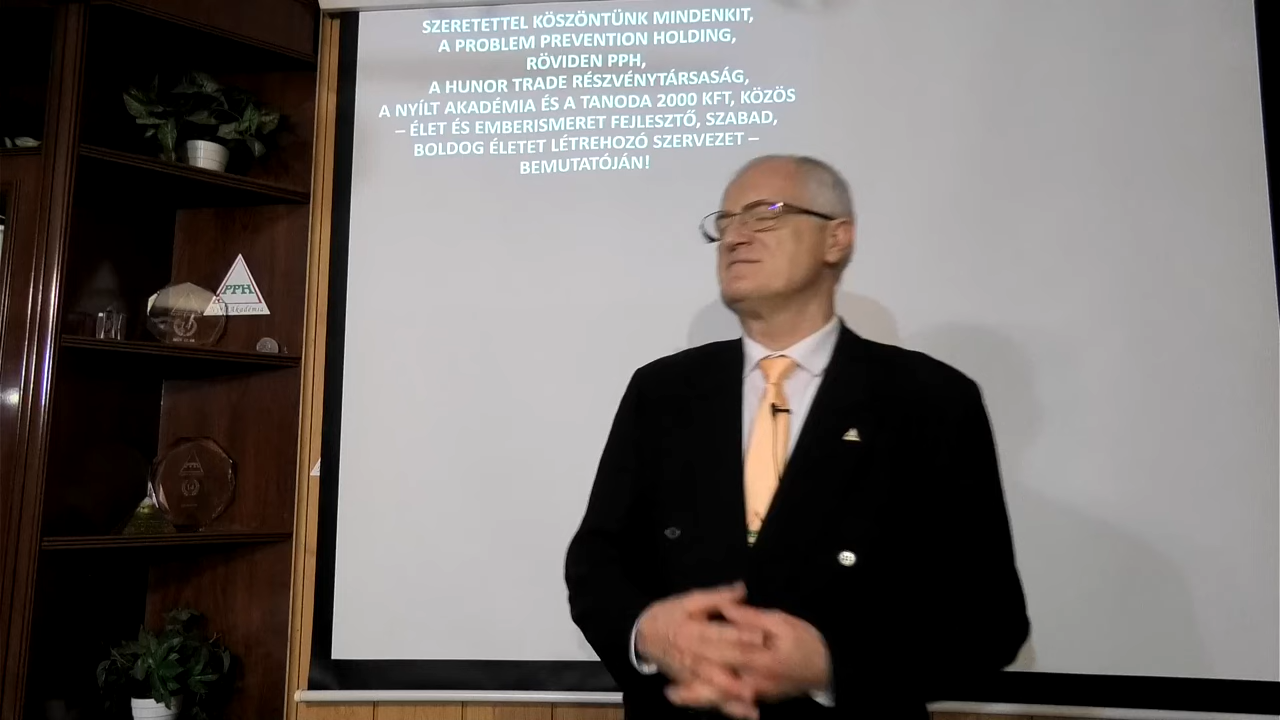 SZERETETTEL KÖSZÖNTÜNK MINDENKIT,
A PROBLEM PREVENTION HOLDING,
RÖVIDEN PPH,
A HUNOR TRADE RÉSZVÉNYTÁRSASÁG,
A NYÍLT AKADÉMIA ÉS A TANODA 2000 KFT, KÖZÖS
– ÉLET ÉS EMBERISMERET FEJLESZTŐ, SZABAD,
BOLDOG ÉLETET LÉTREHOZÓ SZERVEZET –
BEMUTATÓJÁN!
PPH
Akadémia